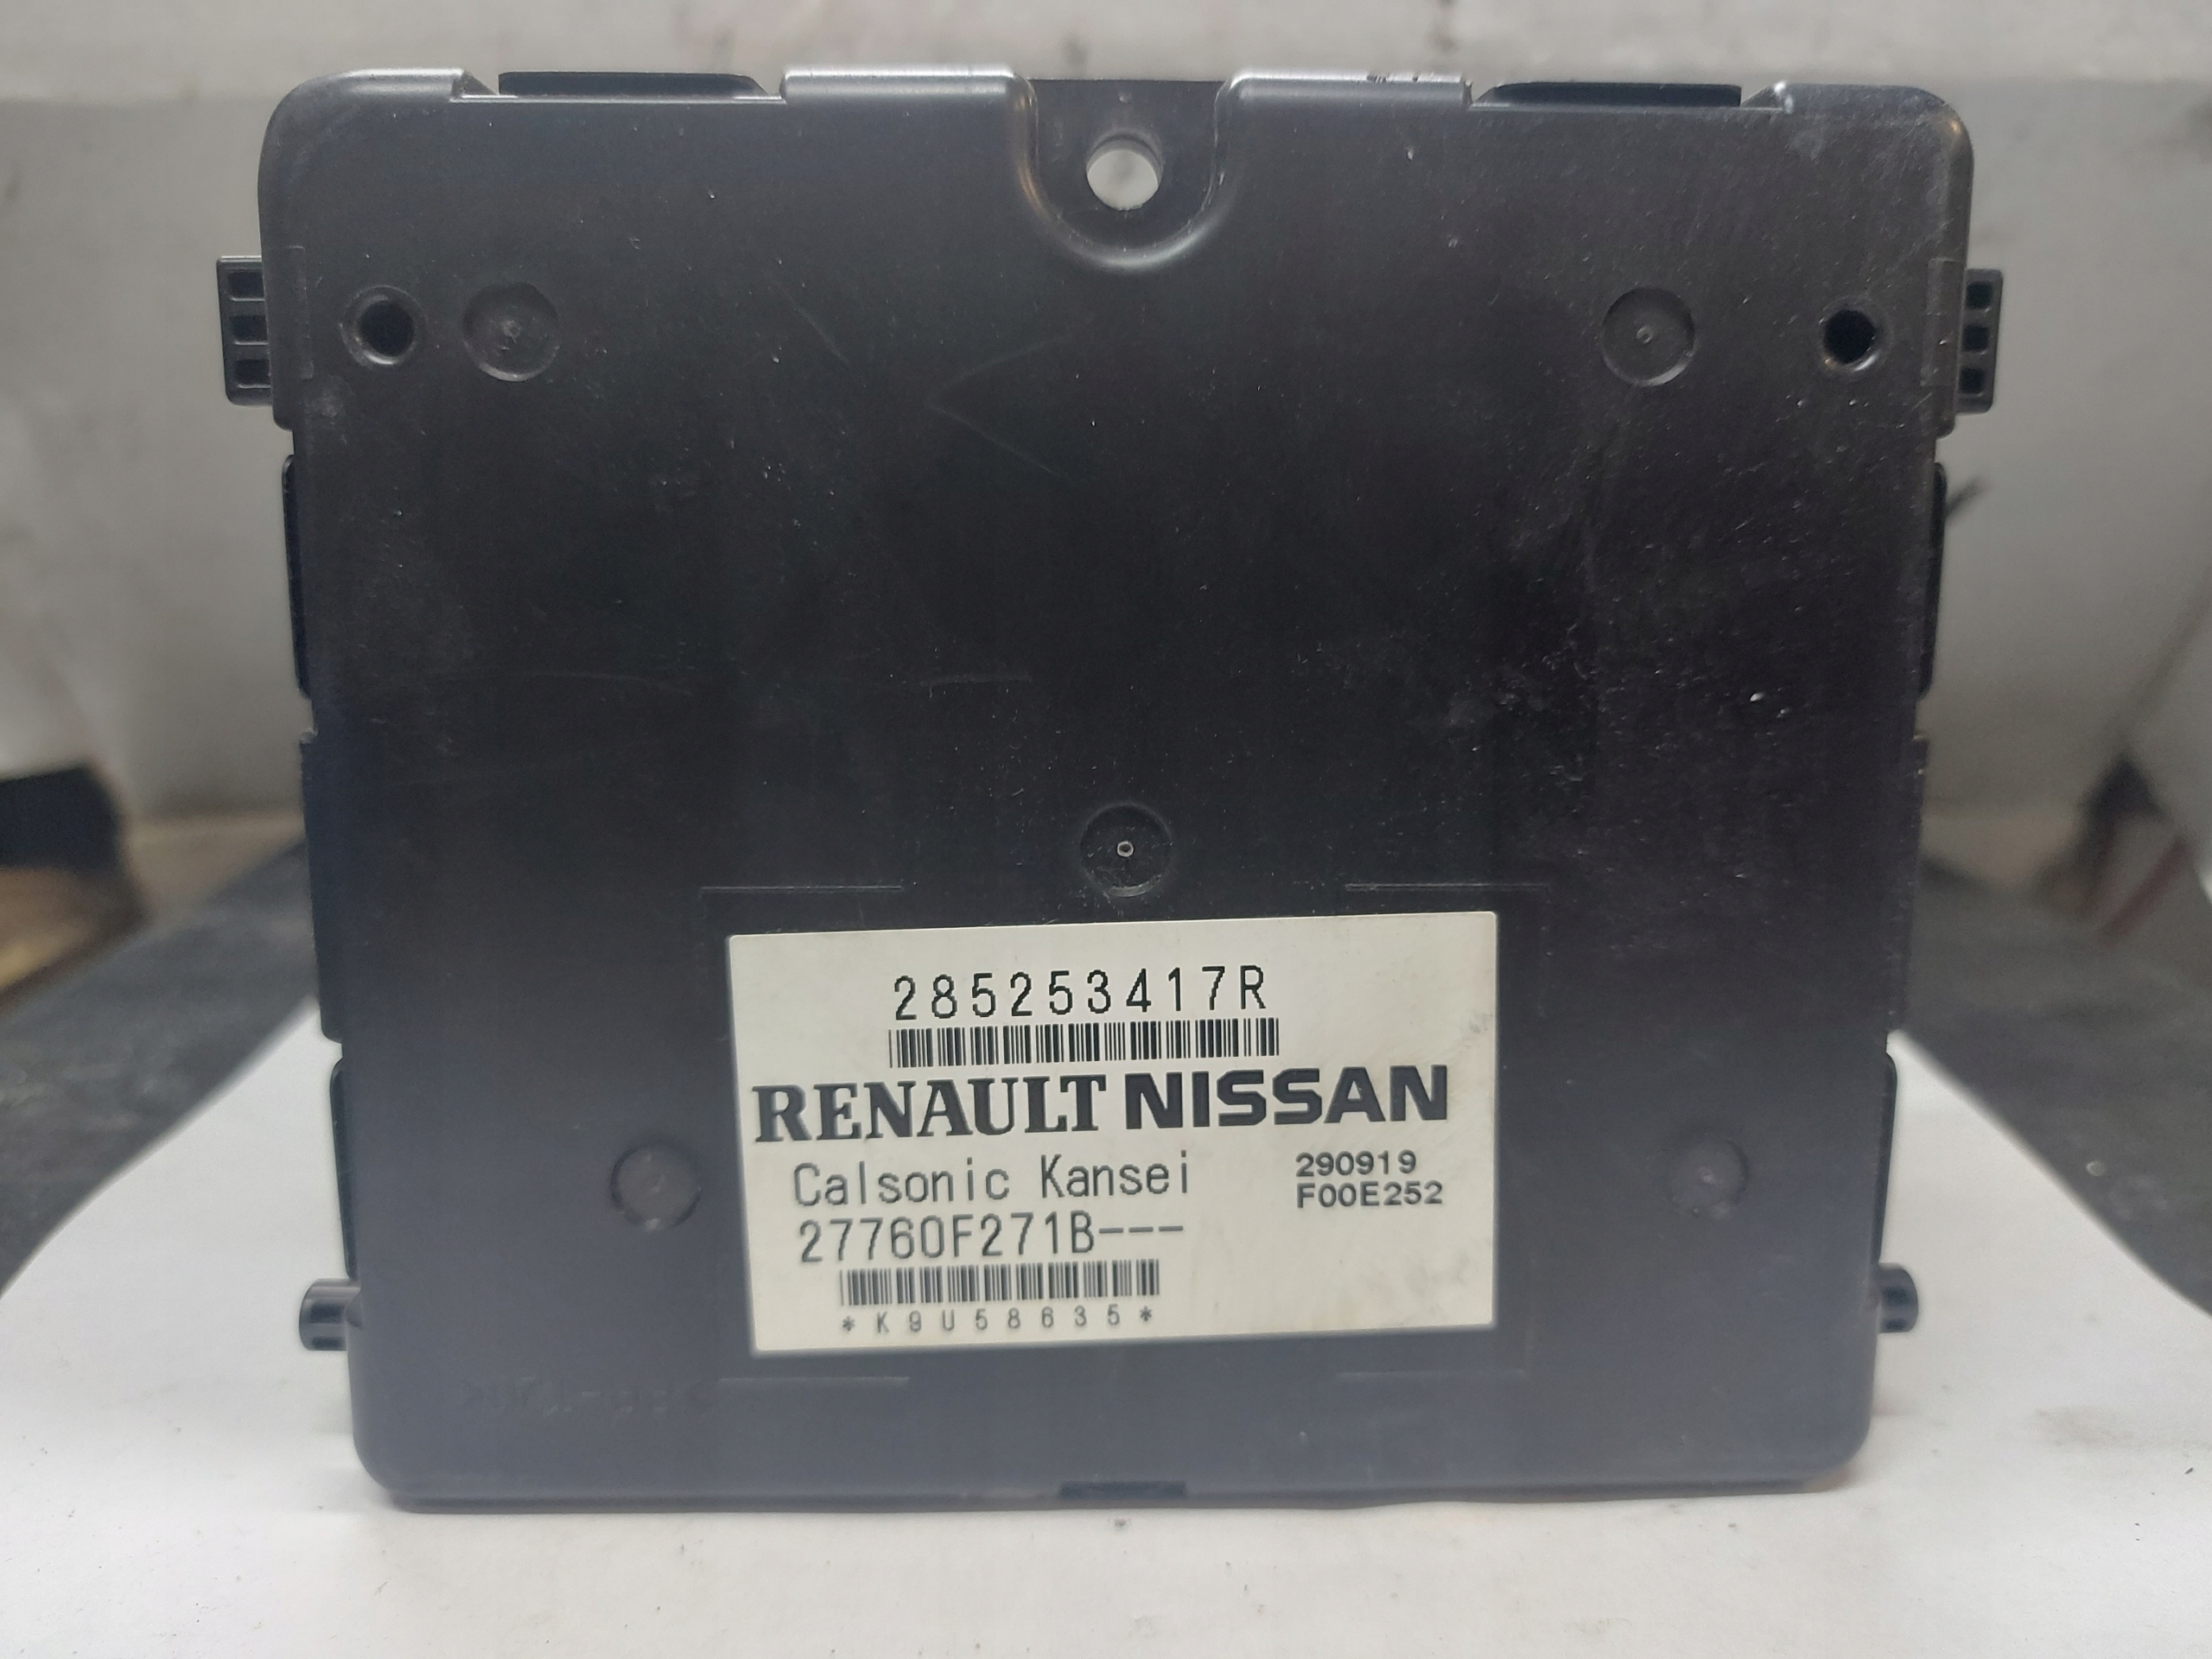 285253417R
RENAULT NISSAN
Calsonic Kansei
290919
F00E252
27760F271B---
*K9U58635*